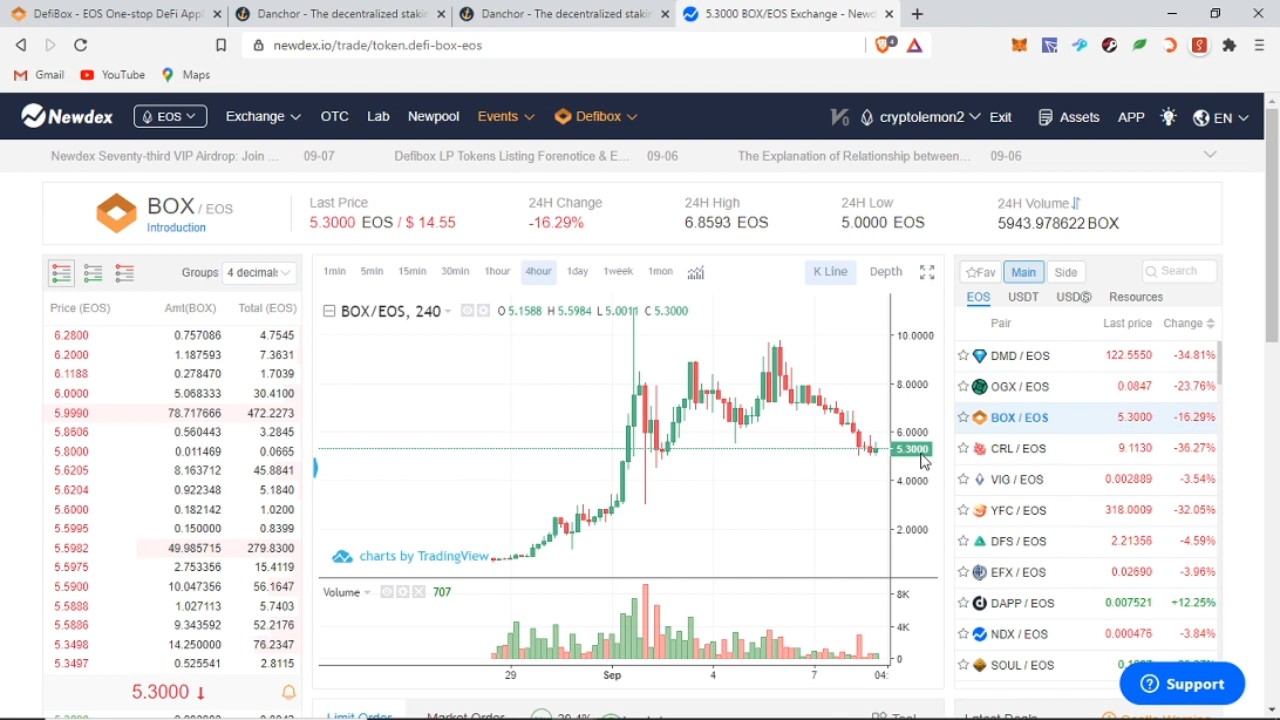 DefiBox - EOS One-stop DeFi Appl
Danchor - The decentralized stakin
Danchor - The decentralized stakin
5.3000 BOX/EOS Exchange - Newd
newdex.io/trade/token.defi-box-eos
4
Gmail
YouTube
Maps
Newdex
EOS
Exchange
OTC
Lab
Newpool
Events
Defibox
cryptolemon2
Exit
Assets
APP
EN
Newdex Seventy-third VIP Airdrop: Join ...
09-07
Defibox LP Tokens Listing Forenotice & E...
09-06
The Explanation of Relationship between...
09-06
BOX / EOS
Introduction
Last Price
5.3000 EOS / $ 14.55
24H Change
-16.29%
24H High
6.8593 EOS
24H Low
5.0000 EOS
24H Volume
5943.978622 BOX
Groups
4 decimal
Price (EOS) Amt(BOX) Total (EOS)
6.2800 0.757086 4.7545
6.2000 1.187593 7.3631
6.1188 0.278470 1.7039
6.0000 5.068333 30.4100
5.9990 78.717666 472.2273
5.8606 0.560443 3.2845
5.8000 0.011469 0.0665
5.6205 8.163712 45.8841
5.6204 0.922348 5.1840
5.6000 0.182142 1.0200
5.5995 0.150000 0.8399
5.5982 49.985715 279.8300
5.5975 2.753356 15.4119
5.5900 10.047356 56.1647
5.5888 1.027113 5.7403
5.5886 9.343592 52.2176
5.3498 14.250000 76.2347
5.3497 0.525541 2.8115
5.3000 ↓
1min 5min 15min 30min 1hour 4hour 1day 1week 1mon
K Line
Depth
BOX/EOS, 240
O 5.1588 H 5.5984 L 5.0011 C 5.3000
10.0000
8.0000
6.0000
5.3000
4.0000
2.0000
charts by TradingView
Volume
707
8K
4K
0
29 Sep 4 7 04:
Limit Order
Market Order
Fav
Main
Side
Search
EOS USDT USDⓈ Resources
Pair Last price Change
DMD / EOS 122.5550 -34.81%
OGX / EOS 0.0847 -23.76%
BOX / EOS 5.3000 -16.29%
CRL / EOS 9.1130 -36.27%
VIG / EOS 0.002889 -3.54%
YFC / EOS 318.0009 -32.05%
DFS / EOS 2.21356 -4.59%
EFX / EOS 0.02690 -3.96%
DAPP / EOS 0.007521 +12.25%
NDX / EOS 0.000476 -3.84%
SOUL / EOS
Support